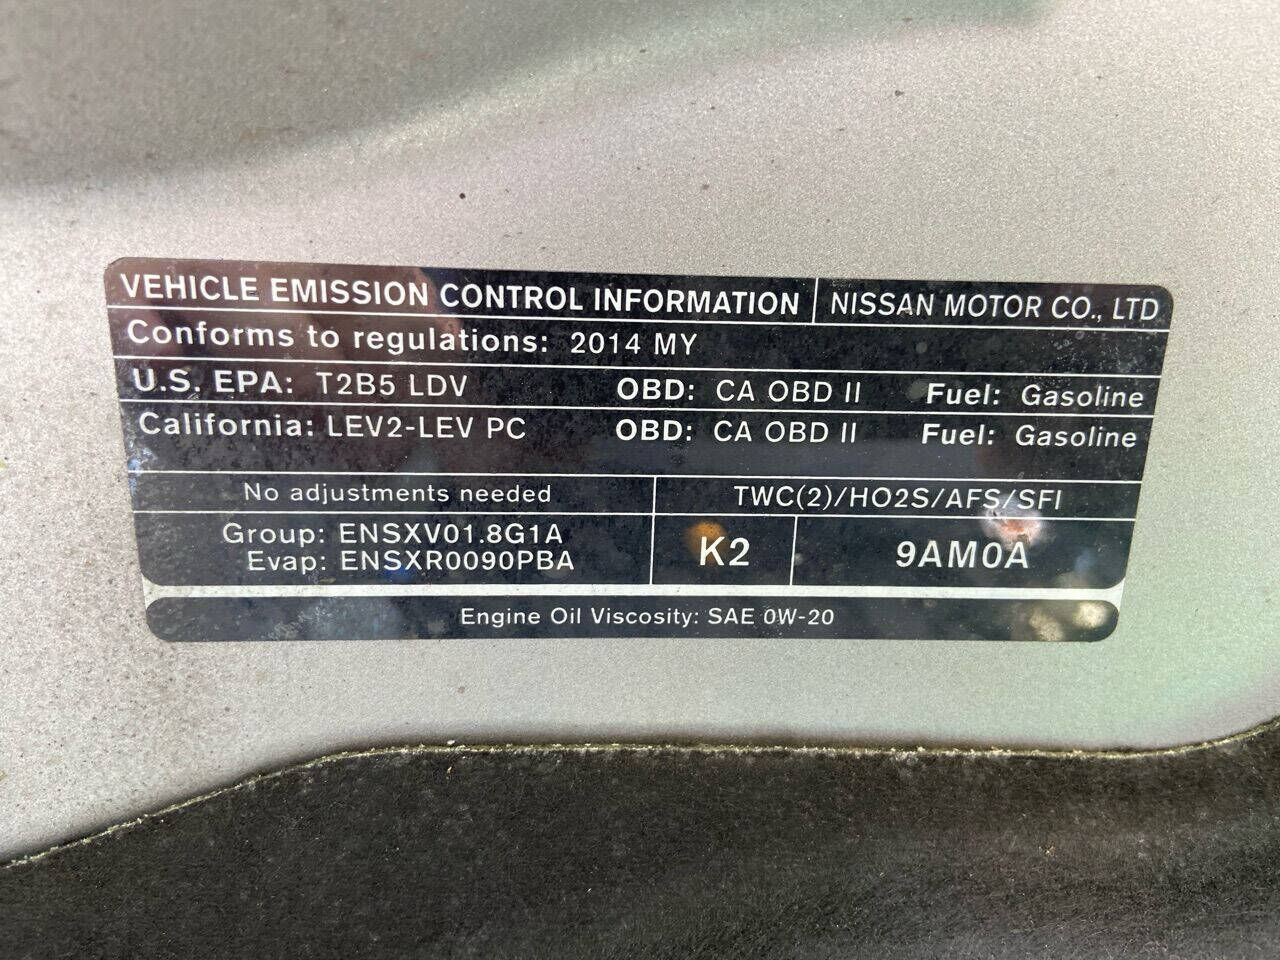 VEHICLE EMISSION CONTROL INFORMATION NISSAN MOTOR CO., LTD
Conforms to regulations: 2014 MY
U.S. EPA: T2B5 LDV OBD: CA OBD II Fuel: Gasoline
California: LEV2-LEV PC OBD: CA OBD II Fuel: Gasoline
No adjustments needed TWC(2)/HO2S/AFS/SFI
Group: ENSXV01.8G1A
Evap: ENSXR0090PBA
K2
9AM0A
Engine Oil Viscosity: SAE 0W-20